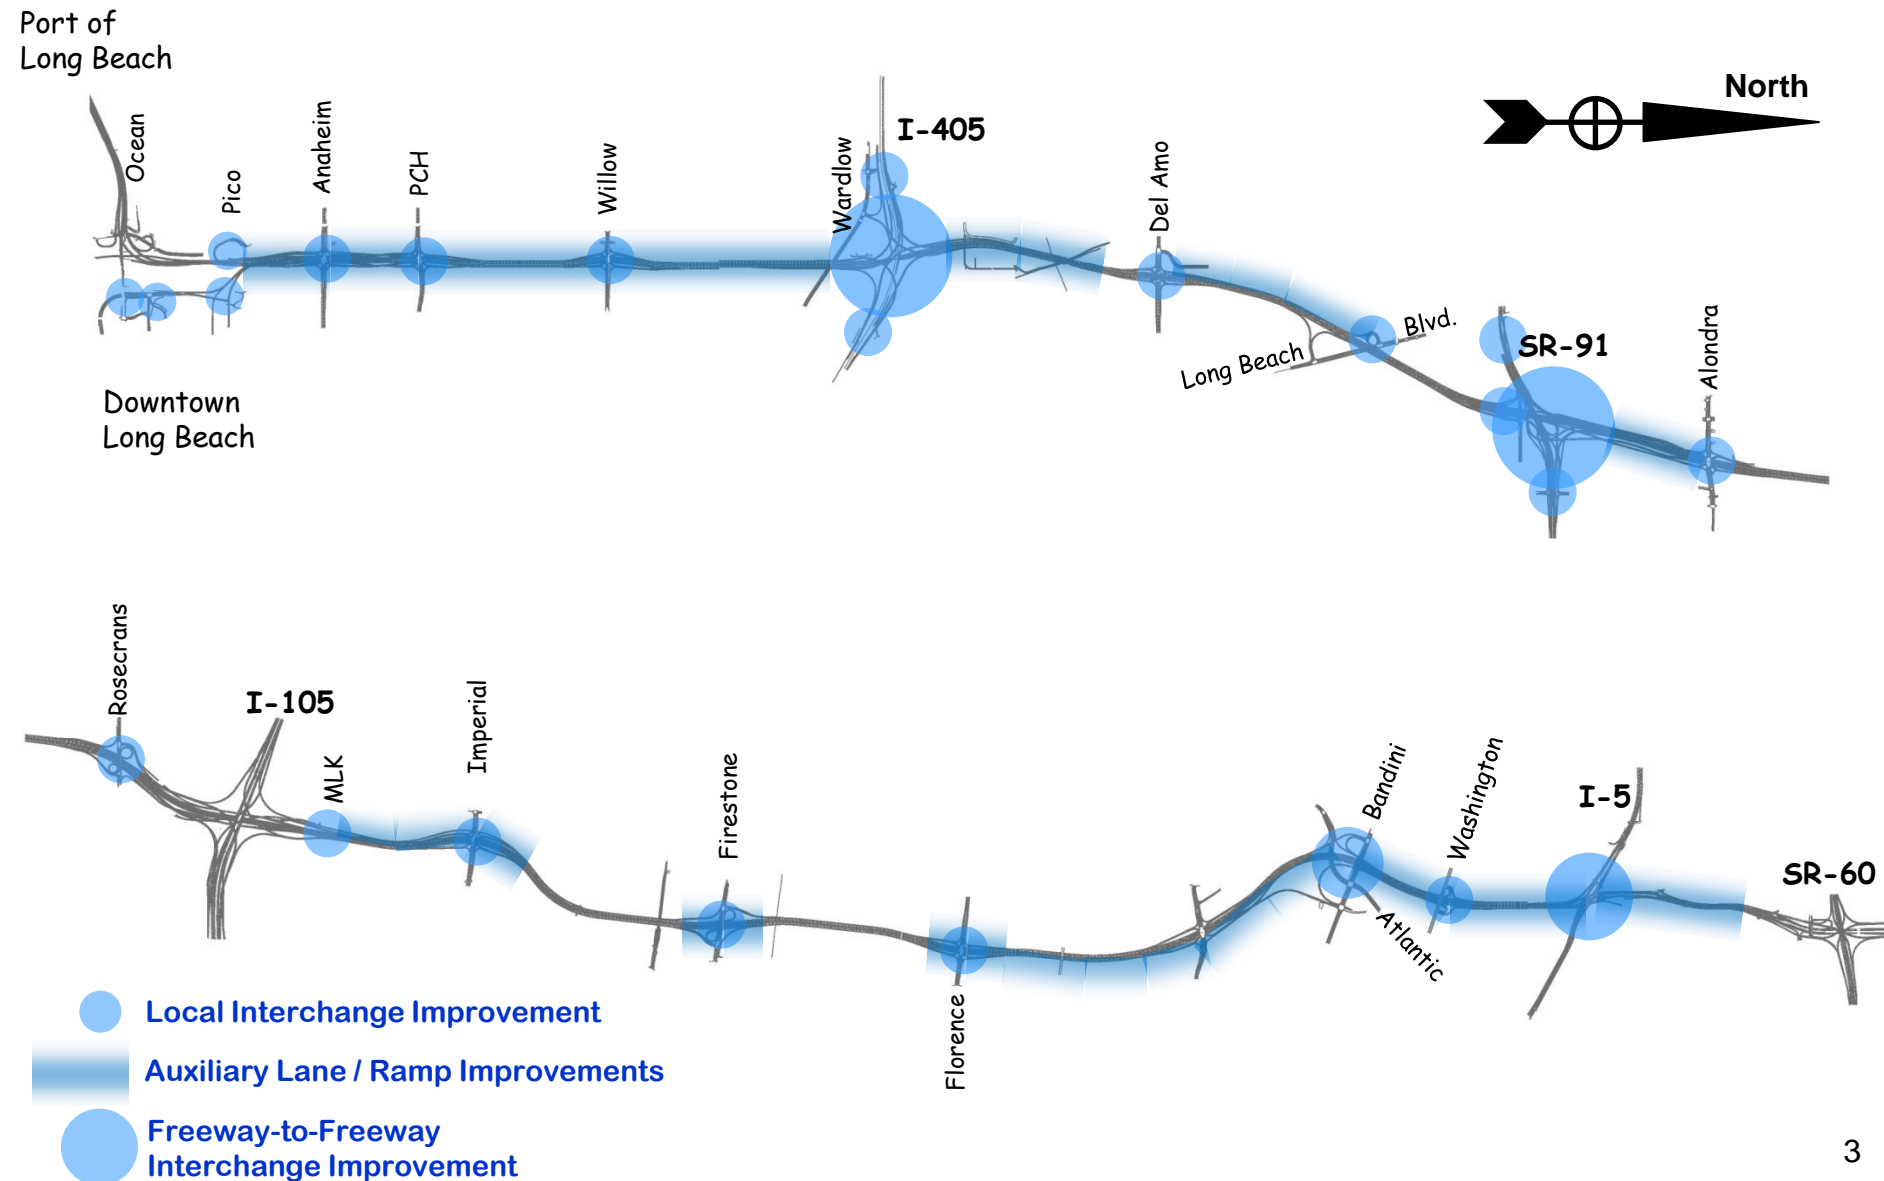 Port of
Long Beach
North
Ocean
Pico
Anaheim
PCH
Willow
Wardlow
I-405
Del Amo
Long Beach Blvd.
SR-91
Alondra
Downtown
Long Beach
Rosecrans
I-105
MLK
Imperial
Firestone
Florence
Bandini
Atlantic
Washington
I-5
SR-60
Local Interchange Improvement
Auxiliary Lane / Ramp Improvements
Freeway-to-Freeway
Interchange Improvement
3